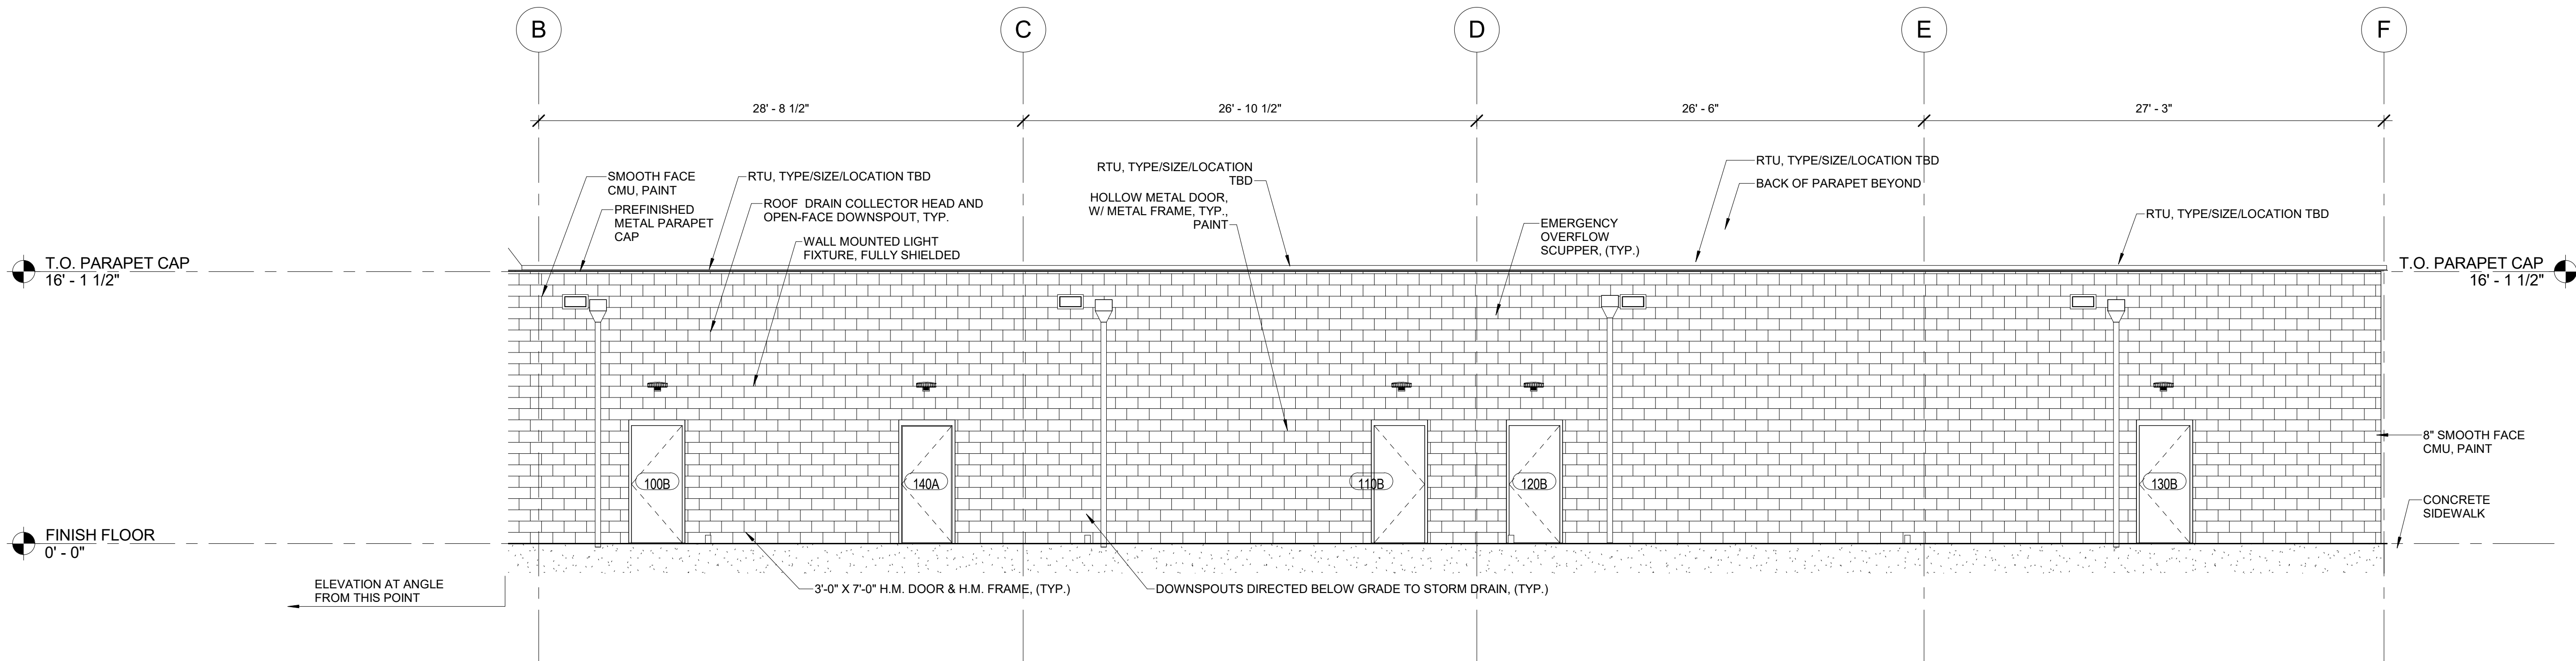 B
C
D
E
F
28' - 8 1/2"
26' - 10 1/2"
26' - 6"
27' - 3"
SMOOTH FACE
CMU, PAINT
PREFINISHED
METAL PARAPET
CAP
RTU, TYPE/SIZE/LOCATION TBD
ROOF DRAIN COLLECTOR HEAD AND
OPEN-FACE DOWNSPOUT, TYP.
WALL MOUNTED LIGHT
FIXTURE, FULLY SHIELDED
RTU, TYPE/SIZE/LOCATION
TBD
HOLLOW METAL DOOR,
W/ METAL FRAME, TYP.,
PAINT
EMERGENCY
OVERFLOW
SCUPPER, (TYP.)
RTU, TYPE/SIZE/LOCATION TBD
BACK OF PARAPET BEYOND
RTU, TYPE/SIZE/LOCATION TBD
T.O. PARAPET CAP
16' - 1 1/2"
T.O. PARAPET CAP
16' - 1 1/2"
8" SMOOTH FACE
CMU, PAINT
100B
140A
110B
120B
130B
CONCRETE
SIDEWALK
FINISH FLOOR
0' - 0"
ELEVATION AT ANGLE
FROM THIS POINT
3'-0" X 7'-0" H.M. DOOR & H.M. FRAME, (TYP.)
DOWNSPOUTS DIRECTED BELOW GRADE TO STORM DRAIN, (TYP.)